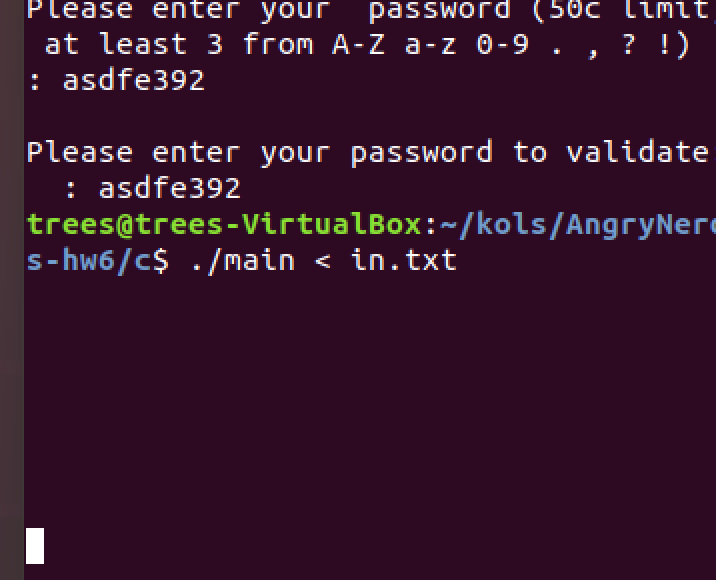 Please enter your  password (50c limit
 at least 3 from A-Z a-z 0-9 . , ? !)
: asdfe392

Please enter your password to validate
  : asdfe392
trees@trees-VirtualBox:~/kols/AngryNerd
s-hw6/c$ ./main < in.txt